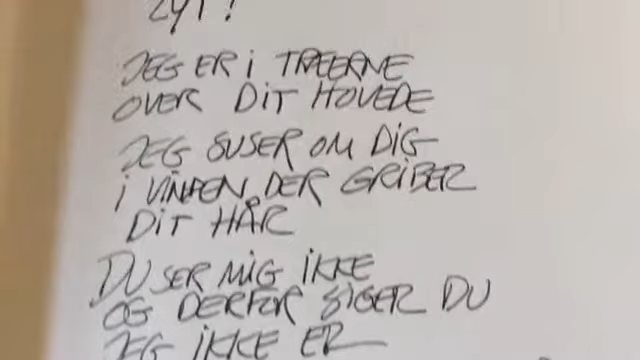 JEG ER i TRÆERNE
OVER DiT HOVEDE
JEG SUSER OM DiG
i VINDEN, DER GRiBER
DiT HÅR
DU SER MiG iKKE
OG DERFOR SiGER DU
JEG iKKE ER